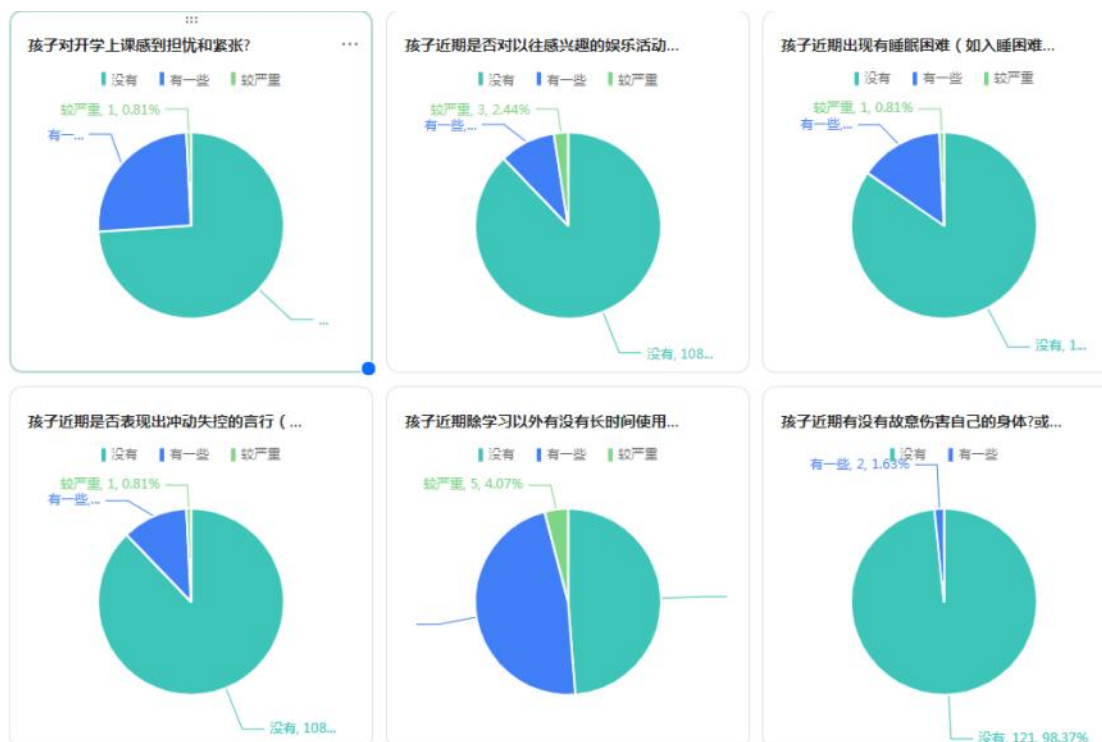 孩子对开学上课感到担忧和紧张?
没有 有一些 较严重
较严重, 1, 0.81%
有一...
...
孩子近期是否对以往感兴趣的娱乐活动...
没有 有一些 较严重
较严重, 3, 2.44%
有一些,...
没有, 108...
孩子近期出现有睡眠困难（如入睡困难...
没有 有一些 较严重
较严重, 1, 0.81%
有一些,...
没有, 1...
孩子近期是否表现出冲动失控的言行（...
没有 有一些 较严重
较严重, 1, 0.81%
有一些,...
没有, 108...
孩子近期除学习以外有没有长时间使用...
没有 有一些 较严重
较严重, 5, 4.07%
孩子近期有没有故意伤害自己的身体?或...
没有 有一些
有一些, 2, 1.63%
没有, 121, 98.37%